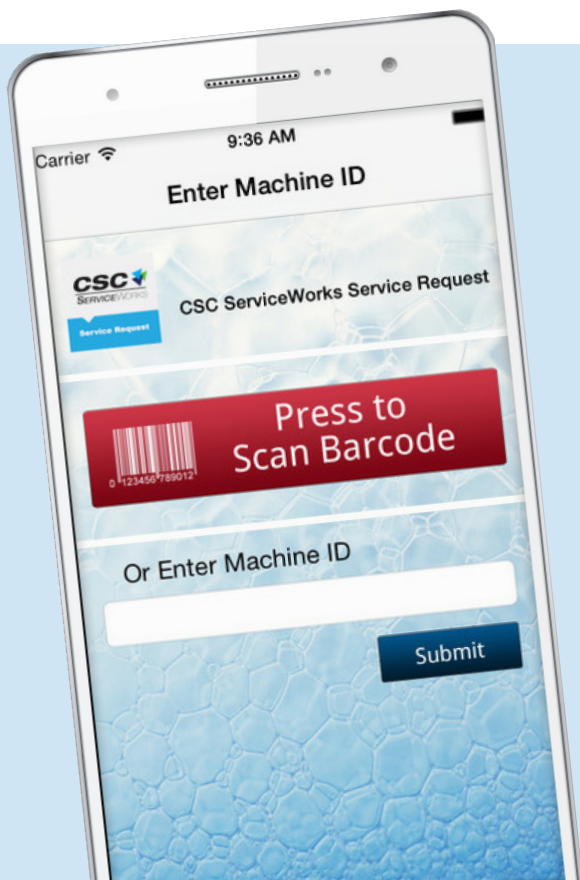 Carrier
9:36 AM
Enter Machine ID
CSC
SERVICEWORKS
Service Request
CSC ServiceWorks Service Request
Press to
Scan Barcode
0 123456 789012
Or Enter Machine ID
Submit